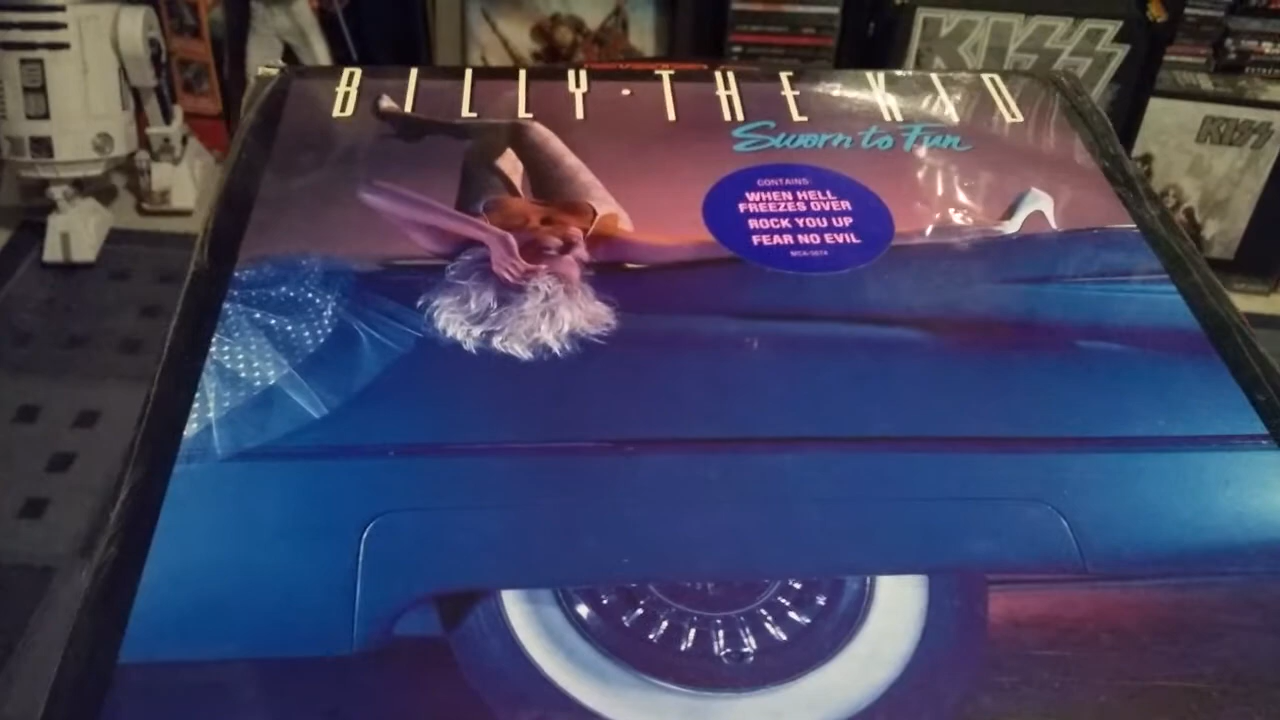 KISS
BILLY·THE KID
Sworn to Fun
KISS
CONTAINS:
WHEN HELL
FREEZES OVER
ROCK YOU UP
FEAR NO EVIL